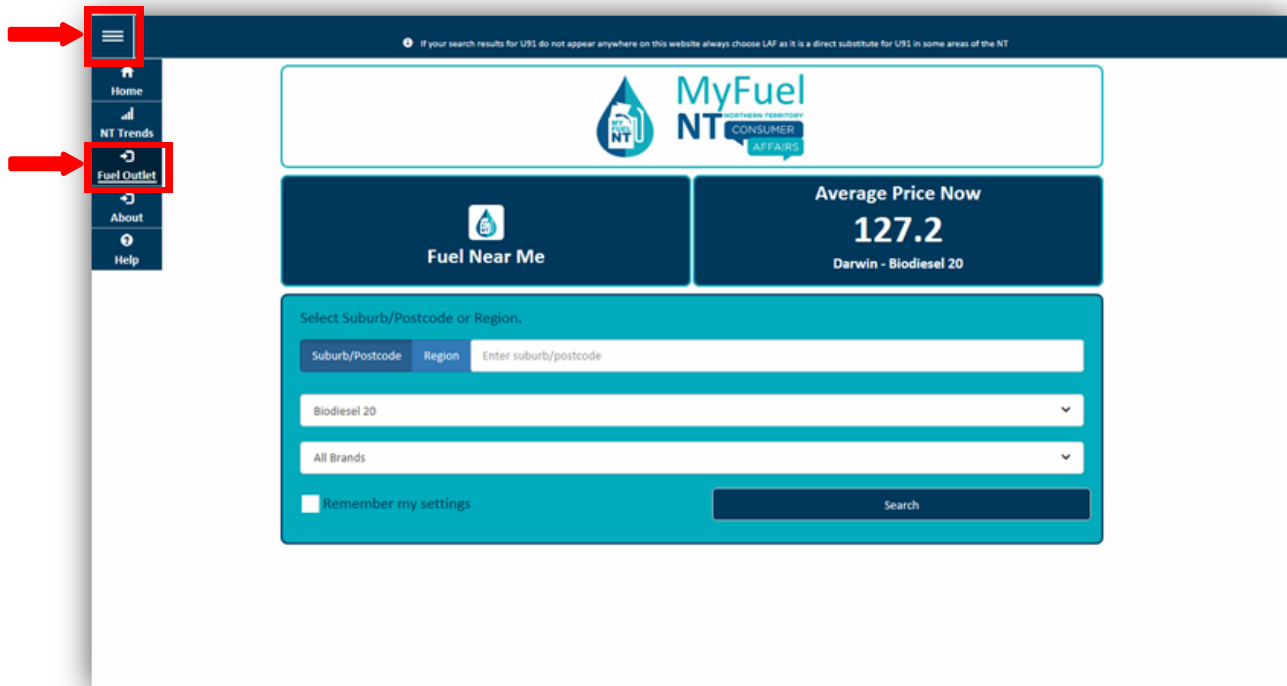 If your search results for U91 do not appear anywhere on this website always choose LAF as it is a direct substitute for U91 in some areas of the NT
Home
NT Trends
Fuel Outlet
About
Help
MY
FUEL
NT
MyFuel
NT
NORTHERN TERRITORY
CONSUMER
AFFAIRS
Fuel Near Me
Average Price Now
127.2
Darwin - Biodiesel 20
Select Suburb/Postcode or Region.
Suburb/Postcode Region Enter suburb/postcode
Biodiesel 20
All Brands
Remember my settings
Search